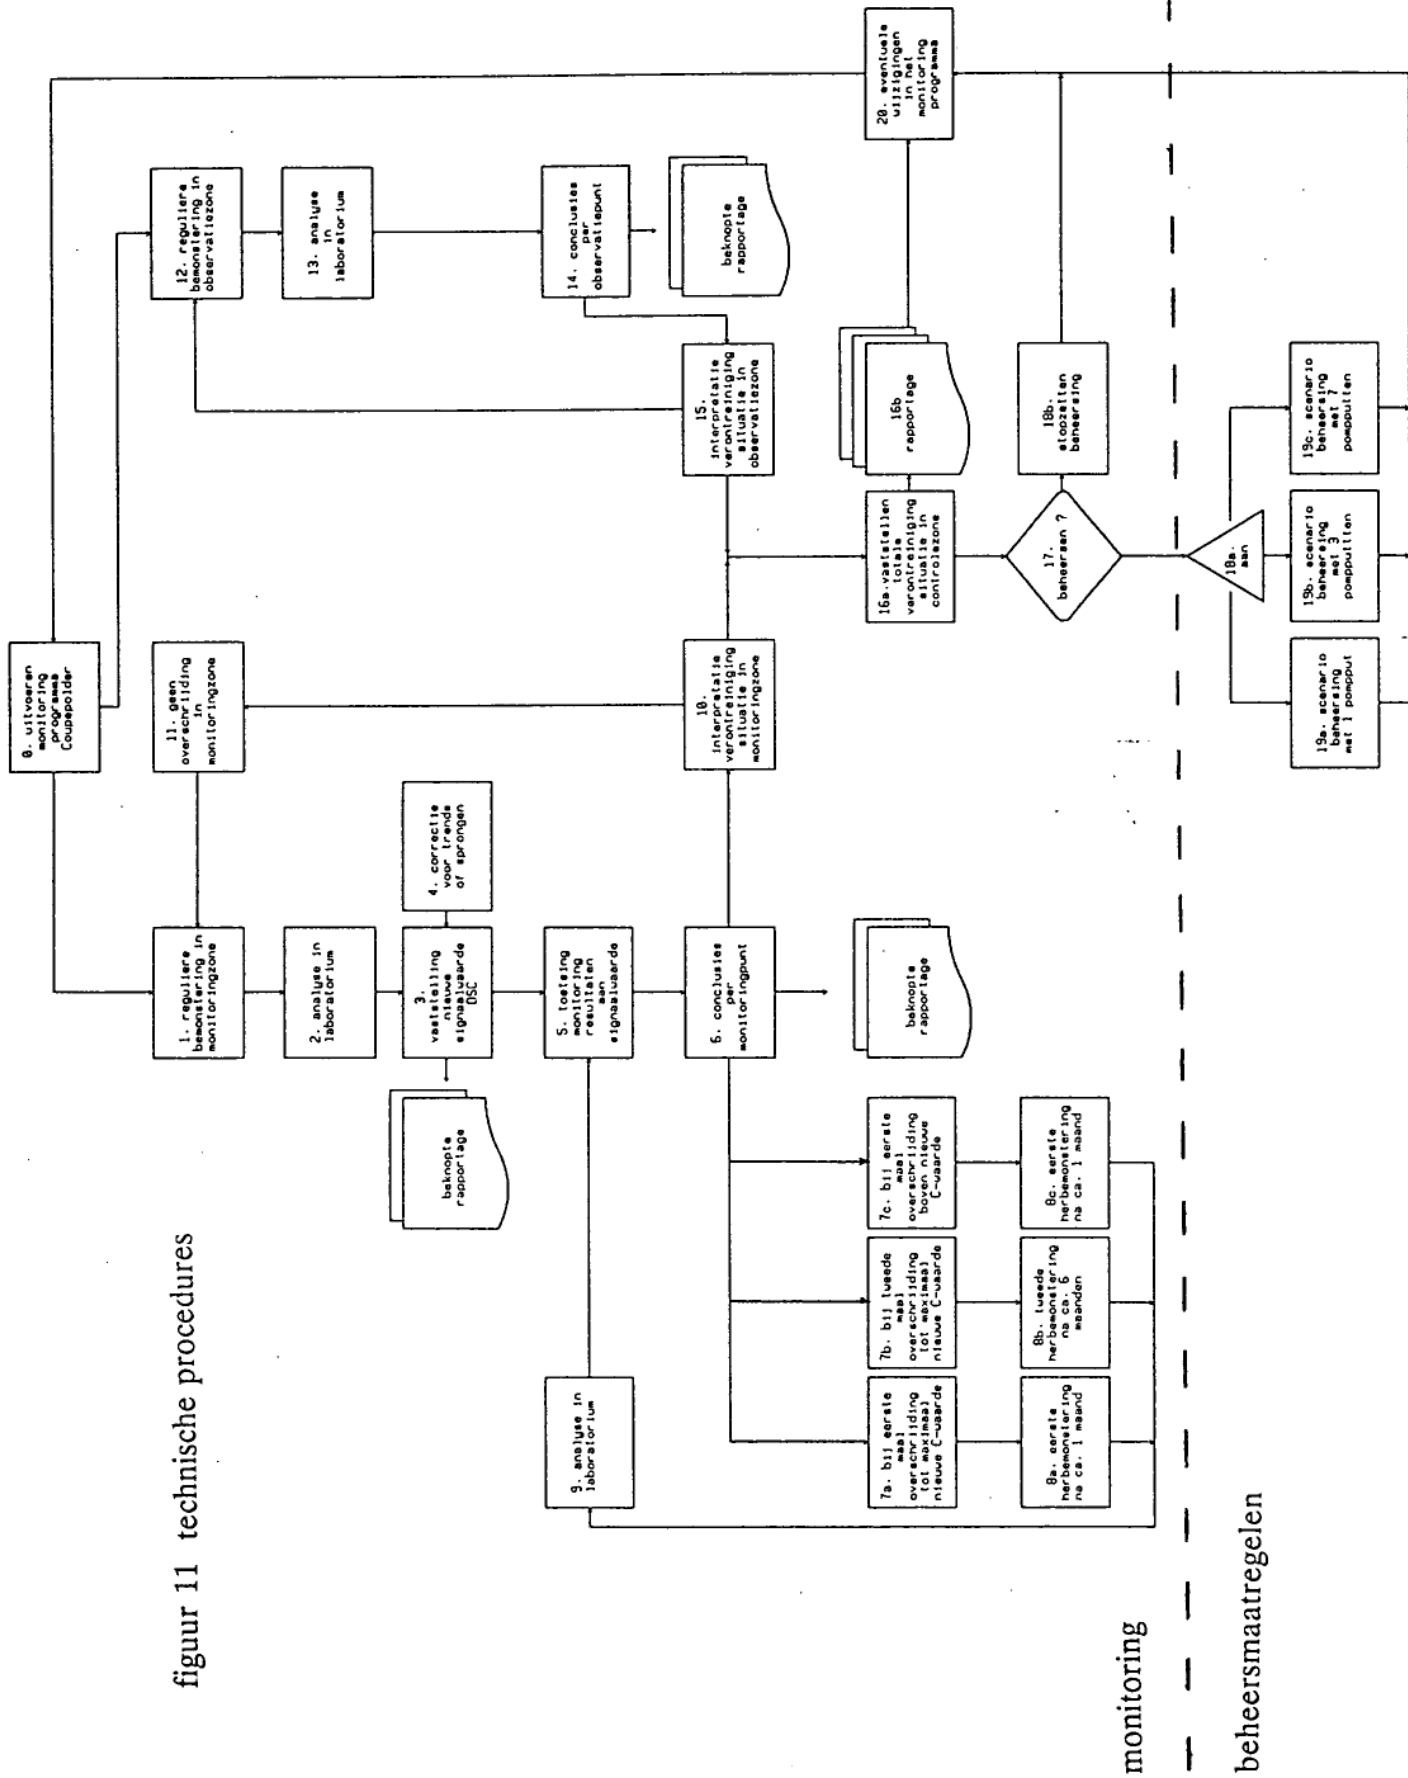 figuur 11 technische procedures
0. uitvoeren
monitoring
programma
Coupepolder
1. reguliere
bemonstering in
monitoringzone
2. analyse in
laboratorium
3.
vaststelling
nieuwe
signaalwaarde
DSC
4. correctie
voor trends
of sprongen
beknopte
rapportage
5. toetsing
monitoring
resultaten
aan
signaalwaarde
6. conclusies
per
monitoringpunt
beknopte
rapportage
7a. bij eerste
maal
overschrijding
tot maximaal
nieuwe C-waarde
7b. bij tweede
maal
overschrijding
tot maximaal
nieuwe C-waarde
7c. bij eerste
maal
overschrijding
boven nieuwe
C-waarde
8a. eerste
herbemonstering
na ca. 1 maand
8b. tweede
herbemonstering
na ca. 6
maanden
8c. eerste
herbemonstering
na ca. 1 maand
9. analyse in
laboratorium
10.
interpretatie
verontreiniging
situatie in
monitoringzone
11. geen
overschrijding
in
monitoringzone
12. reguliere
bemonstering in
observatiezone
13. analyse
in
laboratorium
14. conclusies
per
observatiepunt
beknopte
rapportage
15.
interpretatie
verontreiniging
situatie in
observatiezone
16a.vaststellen
totale
verontreiniging
situatie in
controlezone
16b
rapportage
17.
beheersen ?
18b.
stopzetten
beheersing
20. eventuele
wijzigingen
in het
monitoring
programma
monitoring
beheersmaatregelen
18a.
aan
19a. scenario
beheersing
met 1 pompput
19b. scenario
beheersing
met 3
pompputten
19c. scenario
beheersing
met 7
pompputten